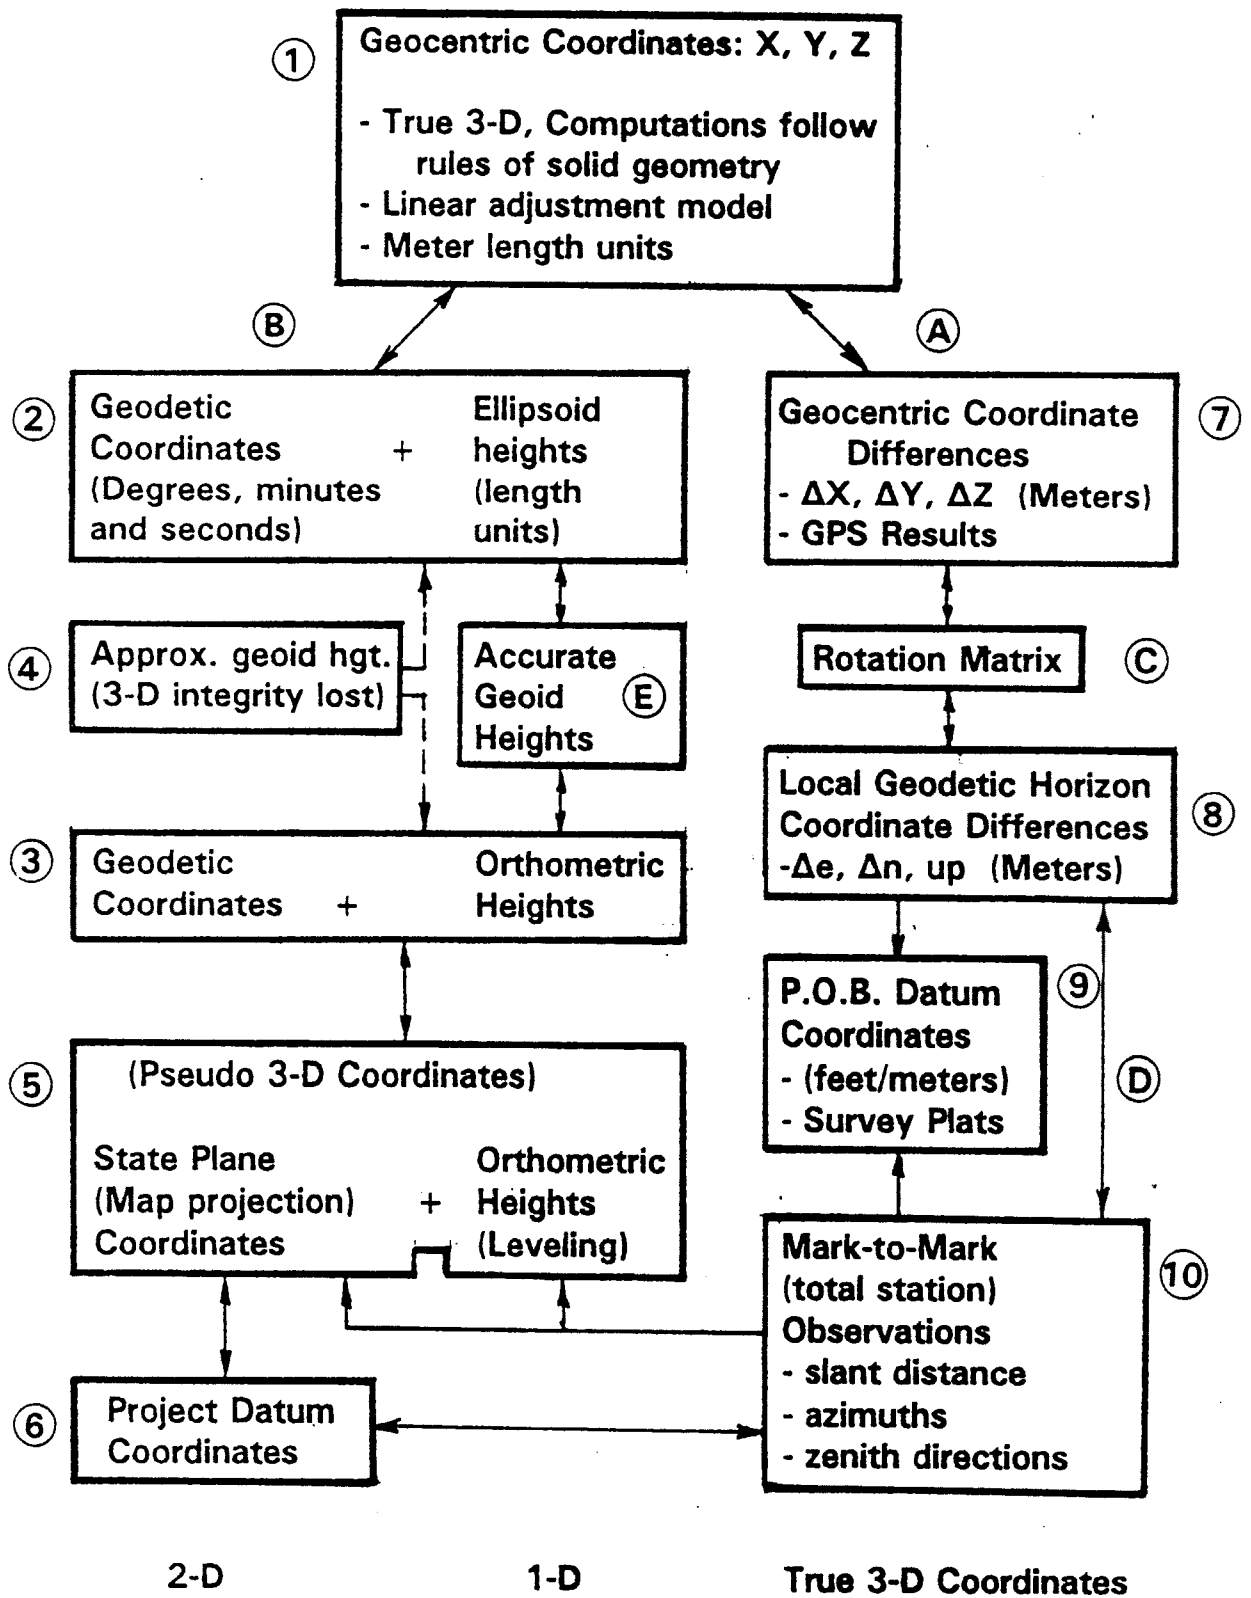 ①
Geocentric Coordinates: X, Y, Z
- True 3-D, Computations follow
rules of solid geometry
- Linear adjustment model
- Meter length units
Ⓑ
Ⓐ
②
Geodetic
Coordinates
(Degrees, minutes
and seconds)
+
Ellipsoid
heights
(length
units)
Geocentric Coordinate
Differences
- ΔX, ΔY, ΔZ (Meters)
- GPS Results
⑦
④
Approx. geoid hgt.
(3-D integrity lost)
Accurate
Geoid
Heights
Ⓔ
Rotation Matrix
Ⓒ
Local Geodetic Horizon
Coordinate Differences
-Δe, Δn, up (Meters)
⑧
③
Geodetic
Coordinates
+
Orthometric
Heights
P.O.B. Datum
Coordinates
- (feet/meters)
- Survey Plats
⑨
Ⓓ
⑤
(Pseudo 3-D Coordinates)
State Plane
(Map projection)
Coordinates
+
Orthometric
Heights
(Leveling)
Mark-to-Mark
(total station)
Observations
- slant distance
- azimuths
- zenith directions
⑩
⑥
Project Datum
Coordinates
2-D
1-D
True 3-D Coordinates